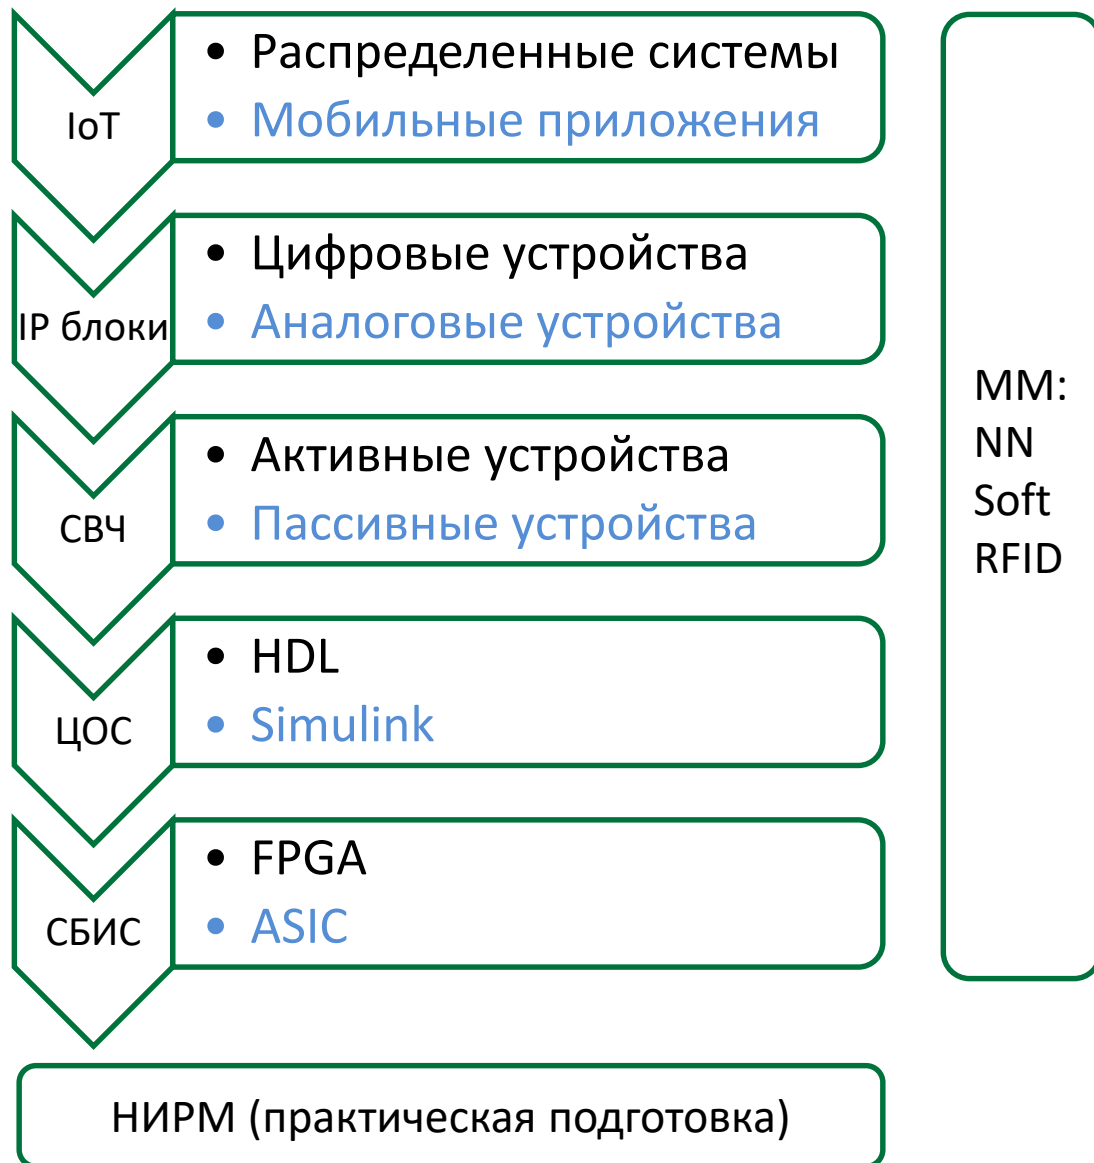 IoT
Распределенные системы
Мобильные приложения
IP блоки
Цифровые устройства
Аналоговые устройства
СВЧ
Активные устройства
Пассивные устройства
ЦОС
HDL
Simulink
СБИС
FPGA
ASIC
НИРМ (практическая подготовка)
ММ:
NN
Soft
RFID